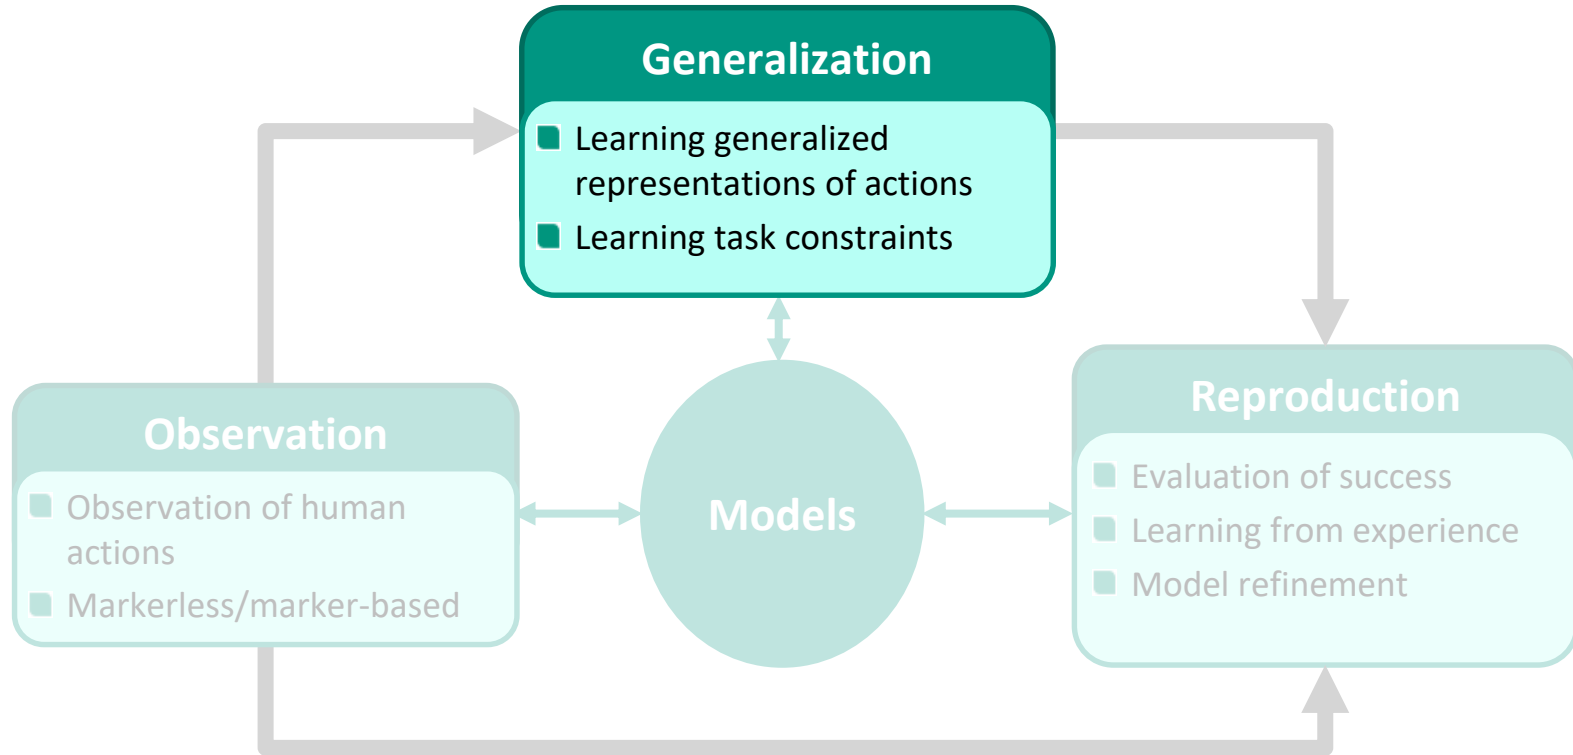 Generalization
Learning generalized
representations of actions
Learning task constraints
Observation
Observation of human
actions
Markerless/marker-based
Models
Reproduction
Evaluation of success
Learning from experience
Model refinement